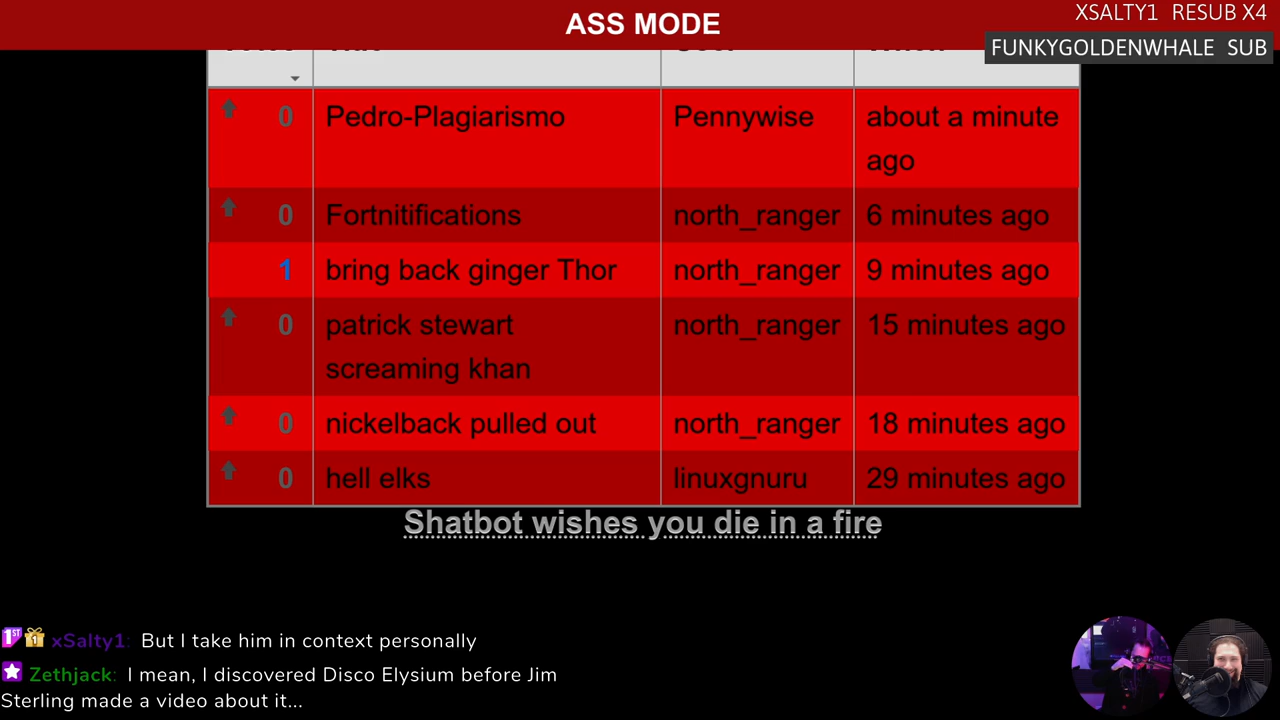 ASS MODE
XSALTY1 RESUB X4
FUNKYGOLDENWHALE SUB
0 Pedro-Plagiarismo Pennywise about a minute
ago
0 Fortnitifications north_ranger 6 minutes ago
1 bring back ginger Thor north_ranger 9 minutes ago
0 patrick stewart north_ranger 15 minutes ago
screaming khan
0 nickelback pulled out north_ranger 18 minutes ago
0 hell elks linuxgnuru 29 minutes ago
Shatbot wishes you die in a fire
1ST 1 xSalty1: But I take him in context personally
Zethjack: I mean, I discovered Disco Elysium before Jim
Sterling made a video about it...